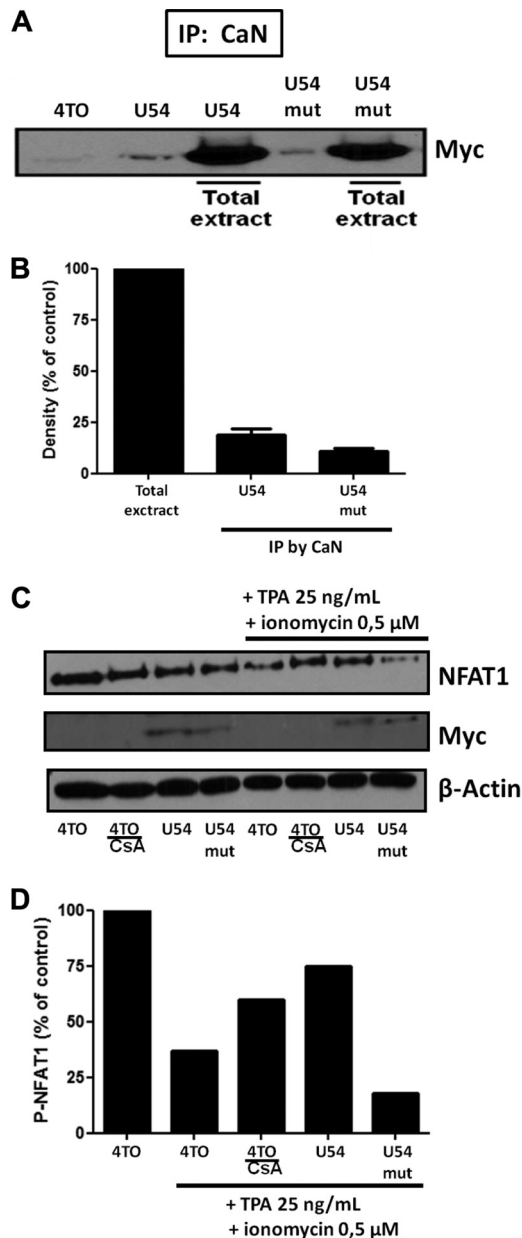 A
IP: CaN
4TO U54 U54 U54 mut U54 mut
Myc
Total extract Total extract
B
Density (% of control)
100
75
50
25
0
Total exctract U54 U54 mut
IP by CaN
C
+ TPA 25 ng/mL
+ ionomycin 0,5 µM
NFAT1
Myc
β-Actin
4TO 4TO CsA U54 U54 mut 4TO 4TO CsA U54 U54 mut
D
P-NFAT1 (% of control)
100
75
50
25
0
4TO 4TO 4TO CsA U54 U54 mut
+ TPA 25 ng/mL
+ ionomycin 0,5 µM